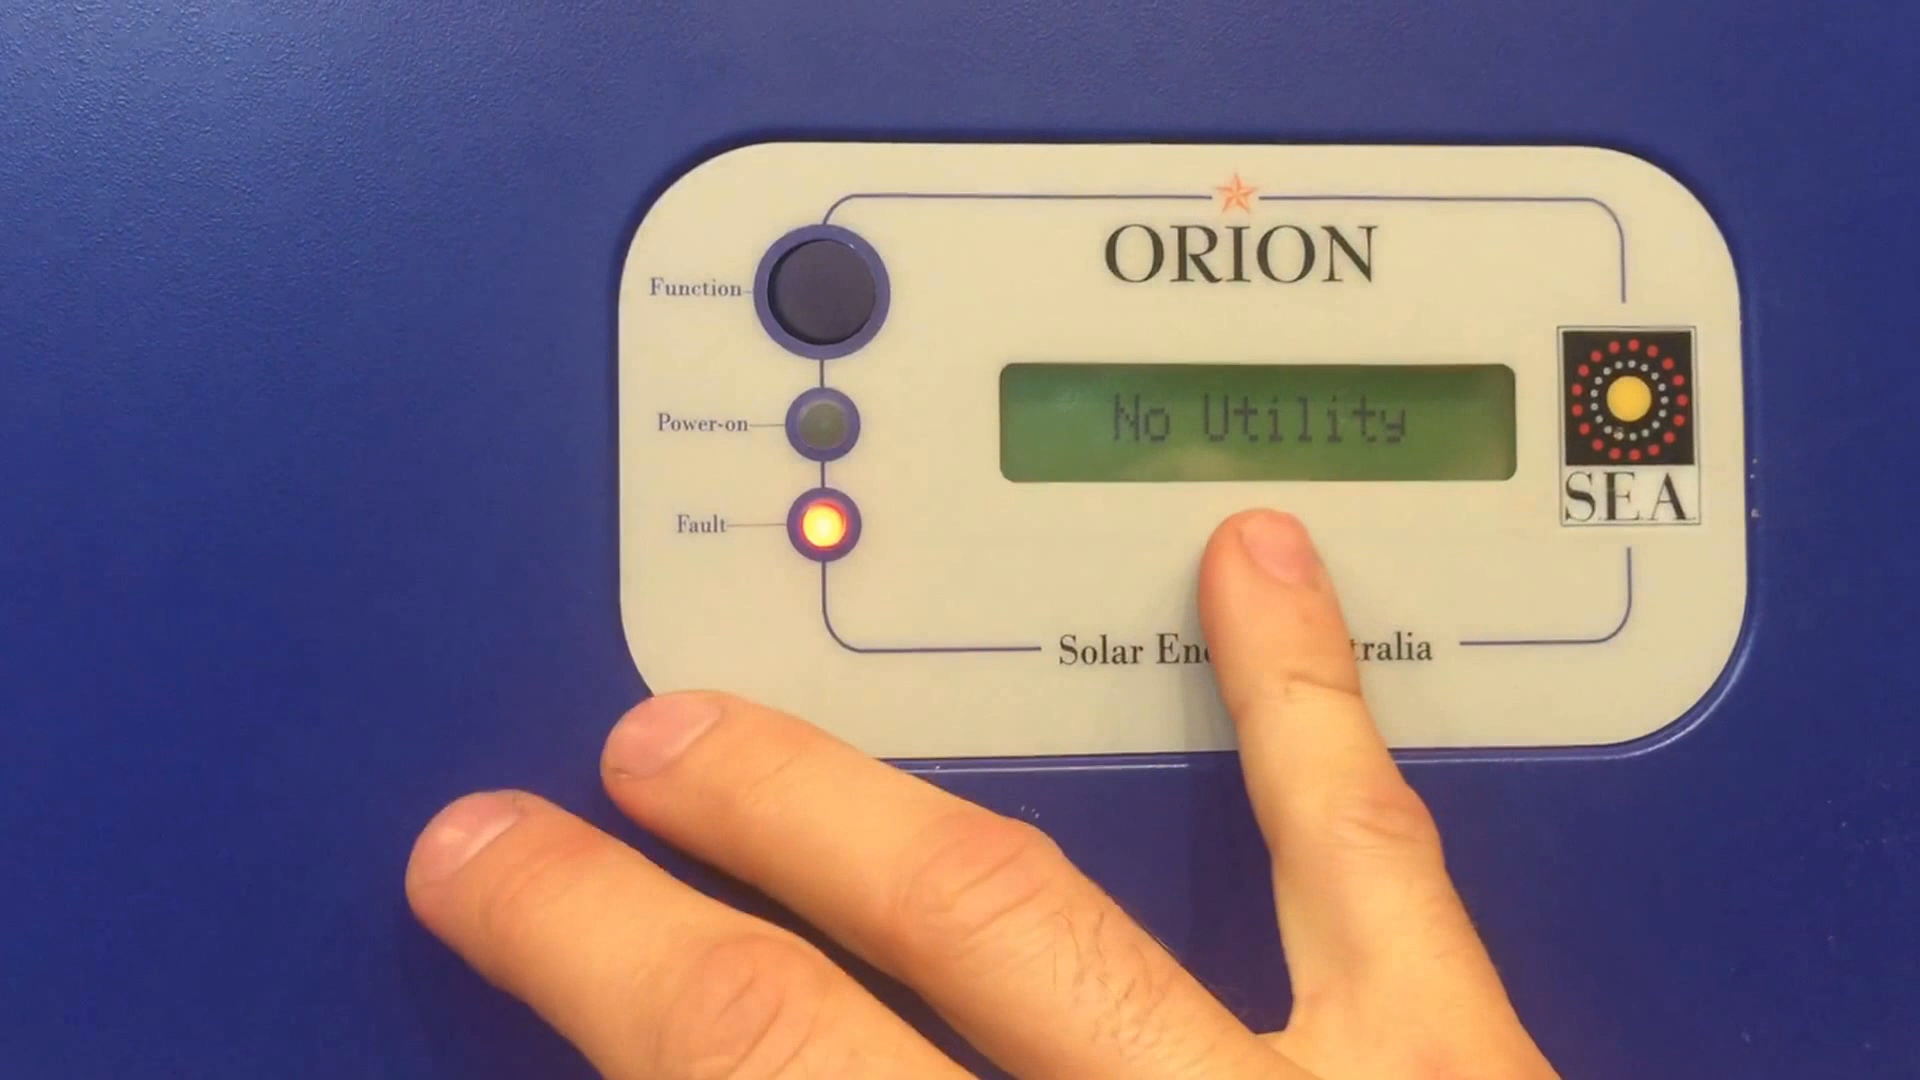 ORION
Function
No Utility
Power-on
SEA
Fault
Solar En tralia